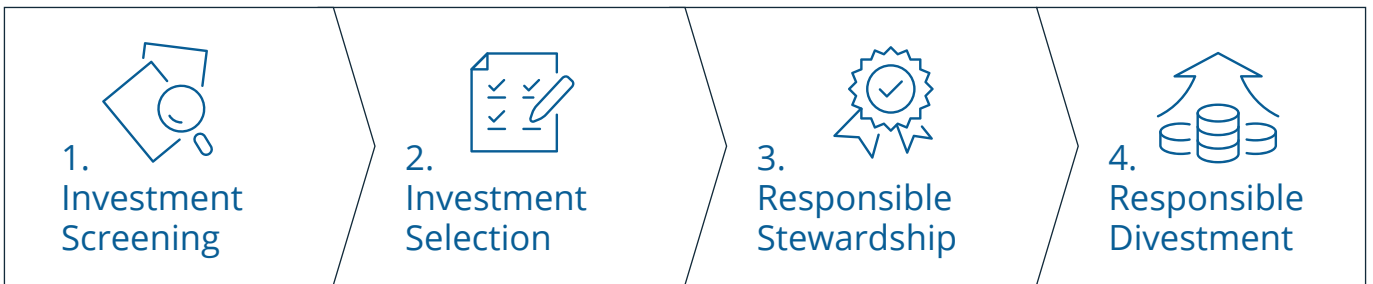 1.
Investment
Screening
2.
Investment
Selection
3.
Responsible
Stewardship
4.
Responsible
Divestment